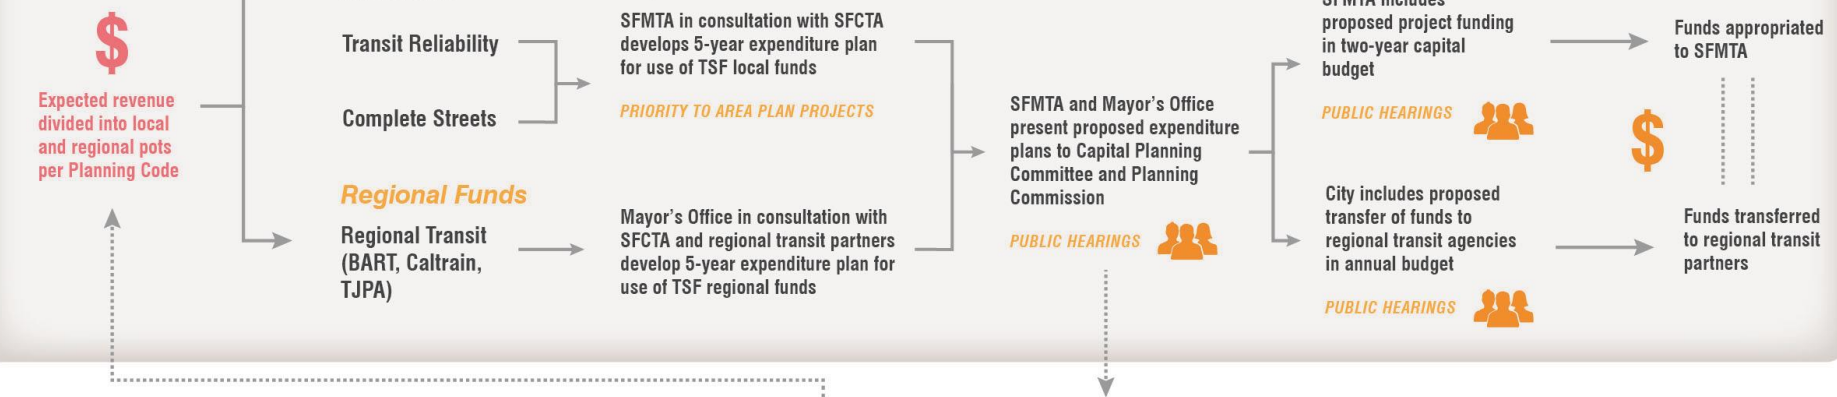 $
Expected revenue
divided into local
and regional pots
per Planning Code
Transit Reliability
Complete Streets
Regional Funds
Regional Transit
(BART, Caltrain,
TJPA)
SFMTA in consultation with SFCTA
develops 5-year expenditure plan
for use of TSF local funds
PRIORITY TO AREA PLAN PROJECTS
Mayor’s Office in consultation with
SFCTA and regional transit partners
develop 5-year expenditure plan for
use of TSF regional funds
SFMTA and Mayor’s Office
present proposed expenditure
plans to Capital Planning
Committee and Planning
Commission
PUBLIC HEARINGS
SFMTA includes
proposed project funding
in two-year capital
budget
PUBLIC HEARINGS
City includes proposed
transfer of funds to
regional transit agencies
in annual budget
PUBLIC HEARINGS
Funds appropriated
to SFMTA
$
Funds transferred
to regional transit
partners